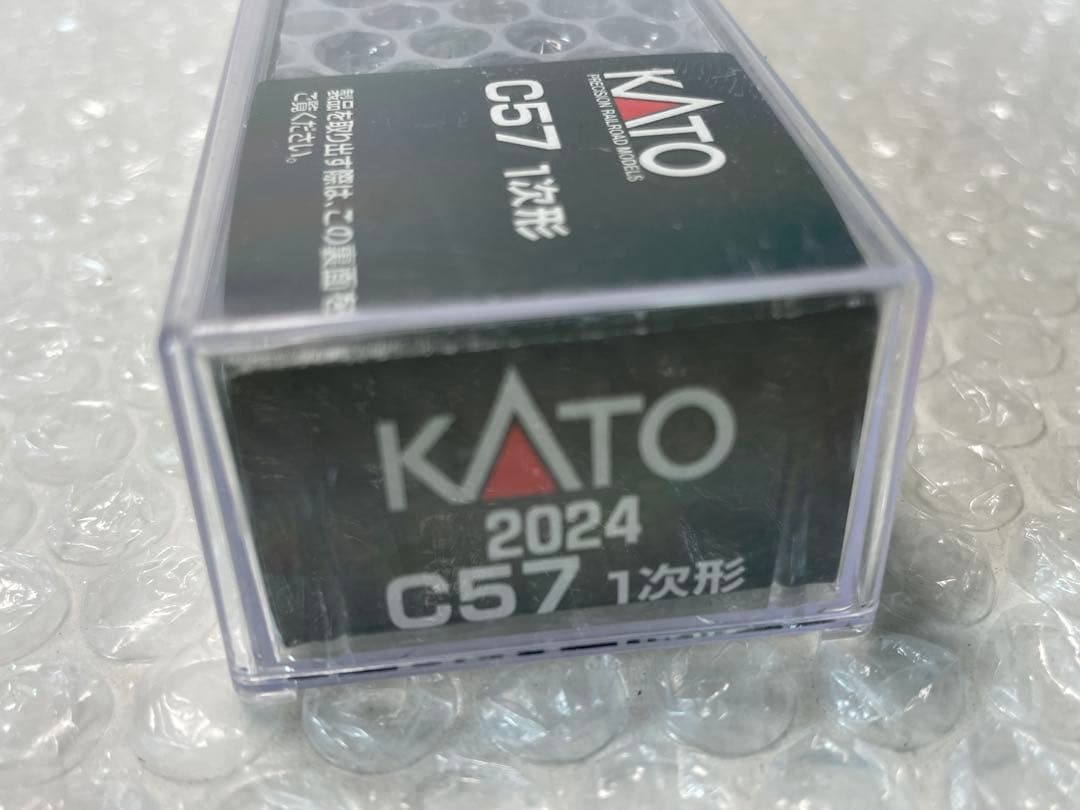 KATO
PRECISION RAILROAD MODELS
C57 1次形
製品を取り出す際は、この裏面を
ご覧ください。
KATO
2024
C57 1次形